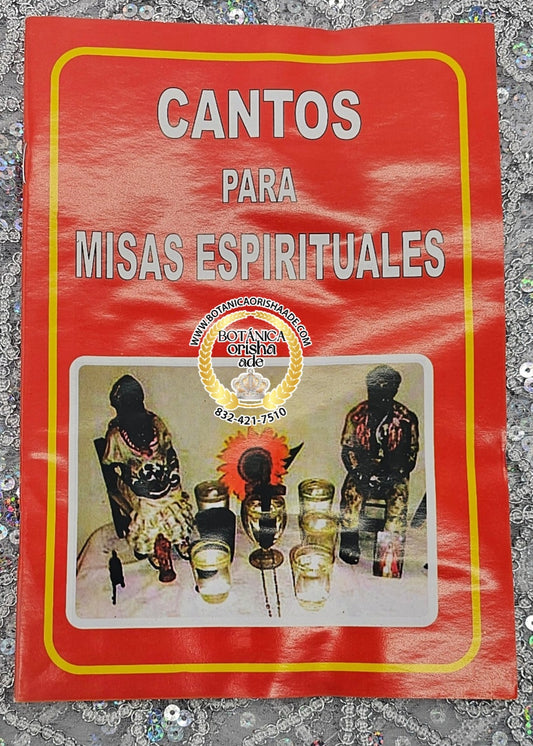 CANTOS
PARA
MISAS ESPIRITUALES
WWW.BOTANICAORISHAADE.COM
BOTÁNICA
orisha
ade
832-421-7510